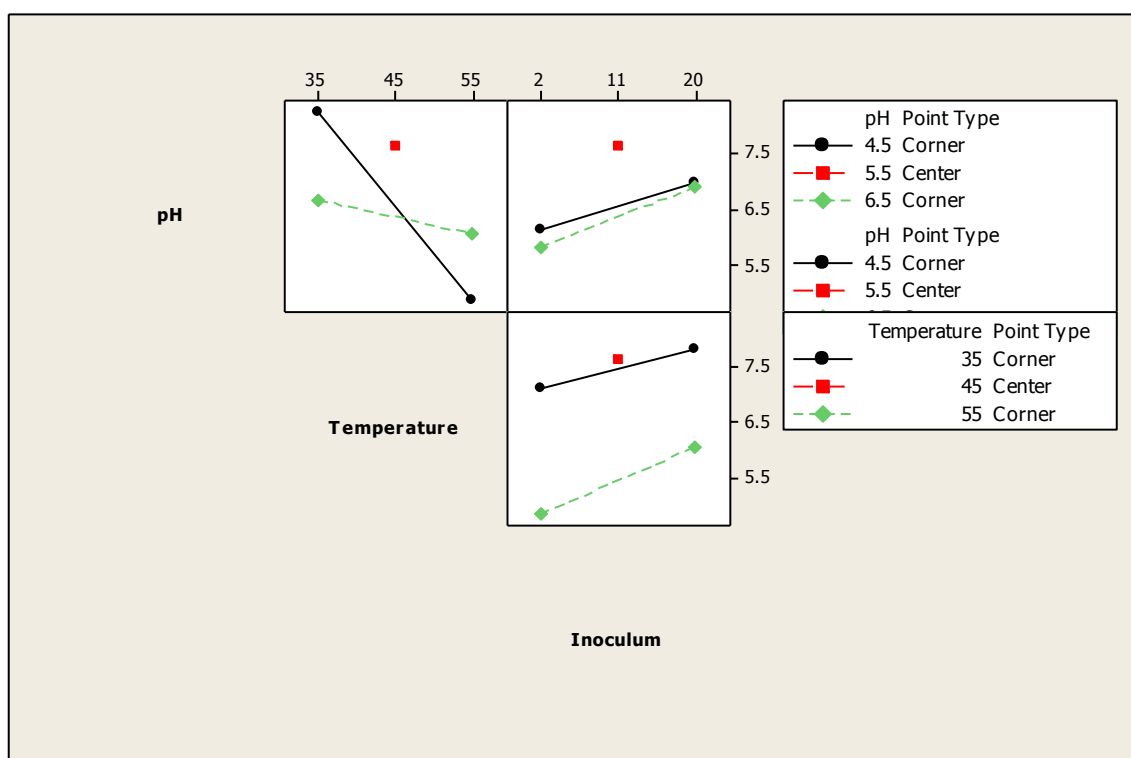 35 45 55 2 11 20
pH Point Type
4.5 Corner
5.5 Center
6.5 Corner
pH Point Type
4.5 Corner
5.5 Center
7.5
6.5
5.5
pH
Temperature Point Type
35 Corner
45 Center
55 Corner
7.5
6.5
5.5
Temperature
Inoculum